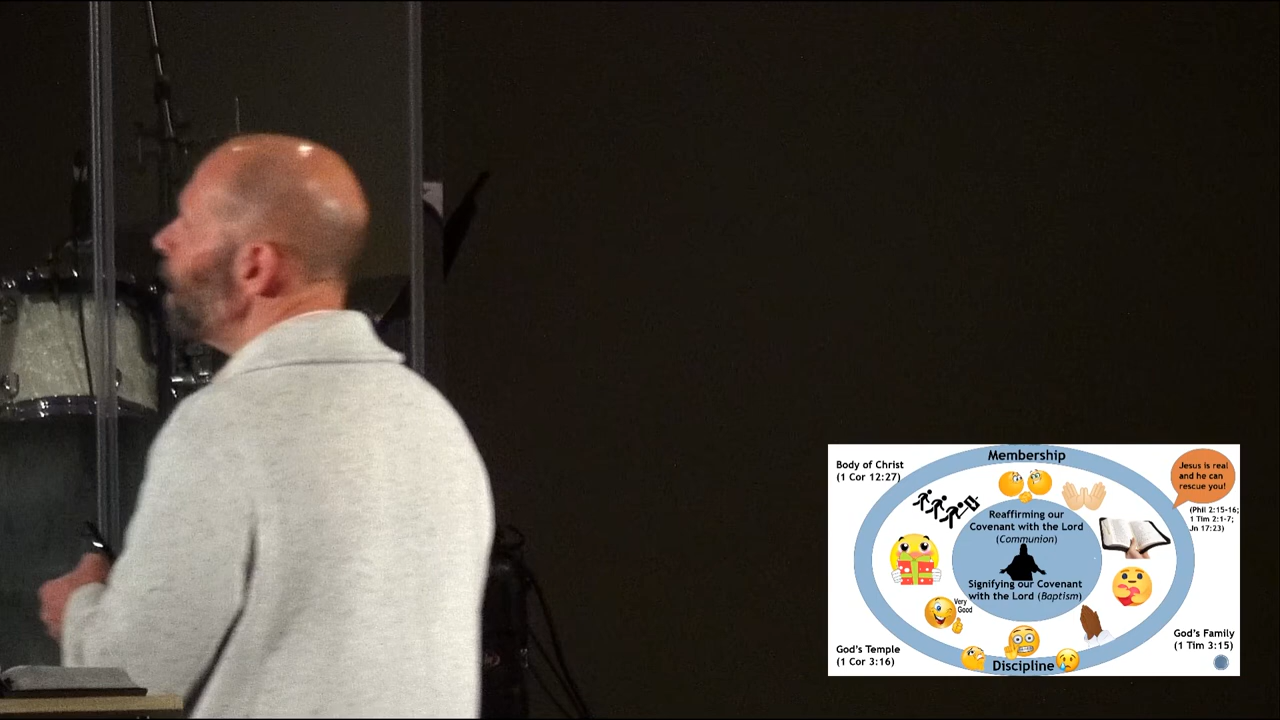 Membership
Body of Christ
(1 Cor 12:27)
Jesus is real
and he can
rescue you!
(Phil 2:15-16;
1 Tim 2:1-7;
Jn 17:23)
Reaffirming our
Covenant with the Lord
(Communion)
Signifying our Covenant
with the Lord (Baptism)
Very
Good
God's Temple
(1 Cor 3:16)
God's Family
(1 Tim 3:15)
Discipline